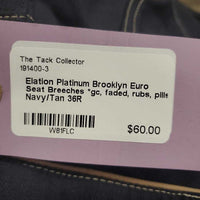 The Tack Collector
191400-3
Elation Platinum Brooklyn Euro
Seat Breeches *gc, faded, rubs, pills
Navy/Tan 36R
W81FLC
$60.00